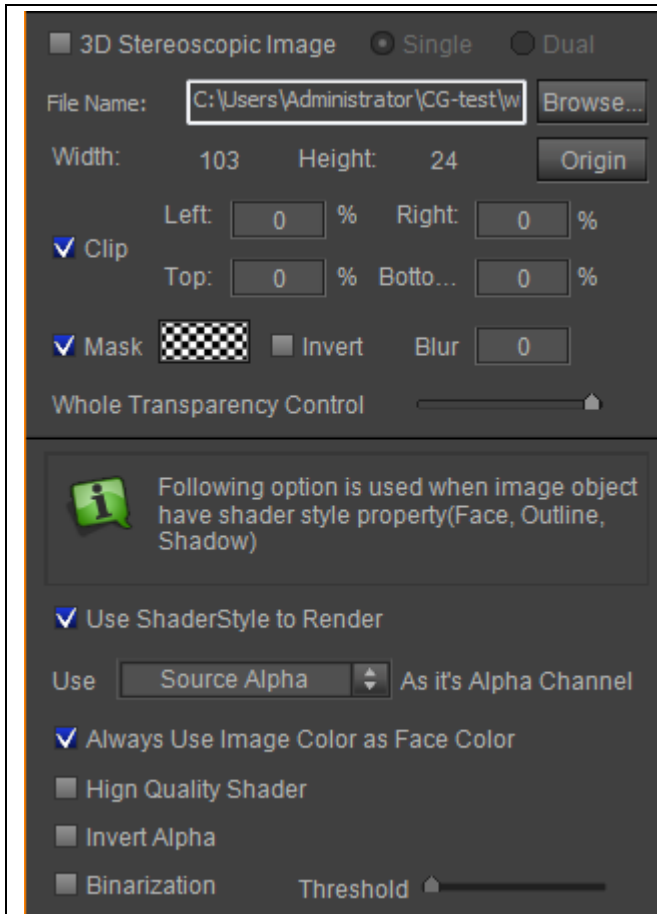 3D Stereoscopic Image Single Dual
File Name: C:\Users\Administrator\CG-test\w Browse...
Width: 103 Height: 24 Origin
Left: 0 % Right: 0 %
Clip
Top: 0 % Botto... 0 %
Mask Invert Blur 0
Whole Transparency Control
Following option is used when image object
have shader style property(Face, Outline,
Shadow)
Use ShaderStyle to Render
Use Source Alpha As it's Alpha Channel
Always Use Image Color as Face Color
Hign Quality Shader
Invert Alpha
Binarization Threshold